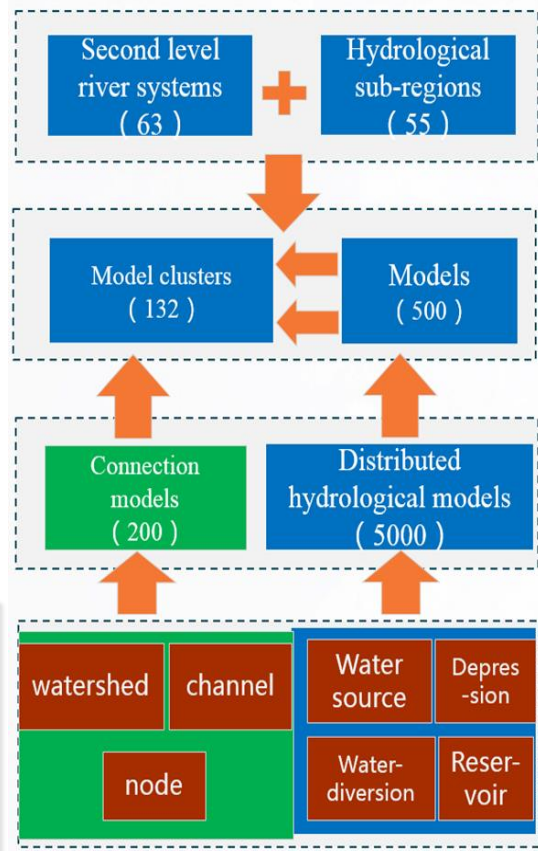 Second level
river systems
( 63 )
Hydrological
sub-regions
( 55 )
Model clusters
( 132 )
Models
( 500 )
Connection
models
( 200 )
Distributed
hydrological models
( 5000 )
watershed
channel
node
Water
source
Depres
-sion
Water-
diversion
Reser-
voir